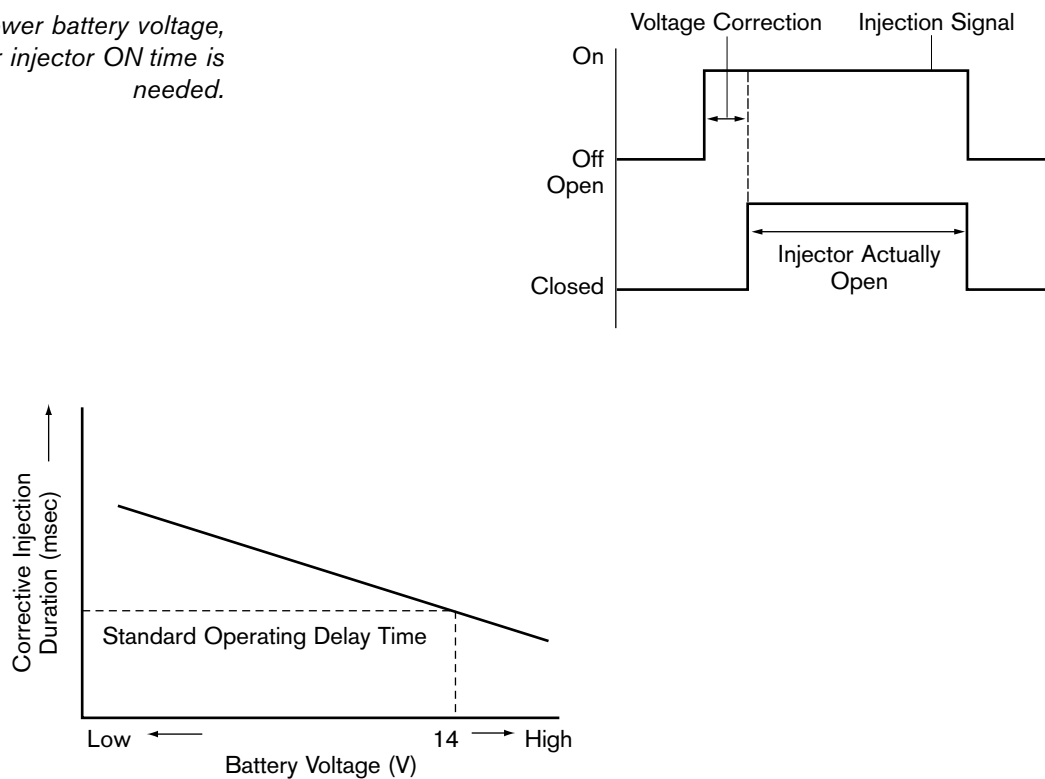 ower battery voltage,
injector ON time is
needed.
Voltage Correction
Injection Signal
On
Off
Open
Injector Actually
Open
Closed
Corrective Injection
Duration (msec)
Standard Operating Delay Time
Low
14
High
Battery Voltage (V)